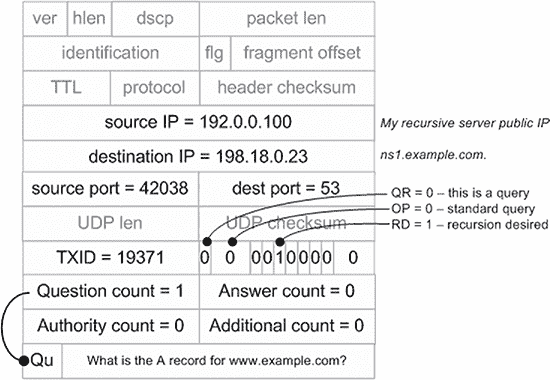 ver hlen dscp packet len
identification flg fragment offset
TTL protocol header checksum
source IP = 192.0.0.100 My recursive server public IP
destination IP = 198.18.0.23 ns1.example.com.
source port = 42038 dest port = 53 QR = 0 – this is a query
OP = 0 – standard query
UDP len UDP checksum RD = 1 – recursion desired
TXID = 19371 0 0 0 0 1 0 0 0 0 0
Question count = 1 Answer count = 0
Authority count = 0 Additional count = 0
Qu What is the A record for www.example.com?